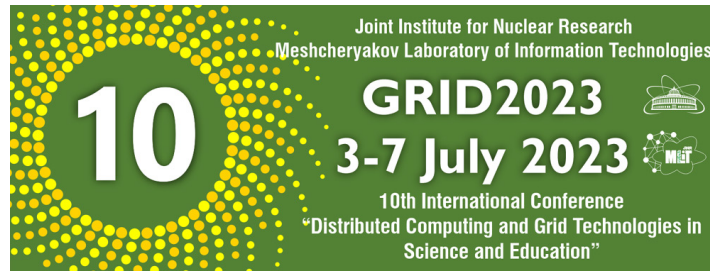 Joint Institute for Nuclear Research
Meshcheryakov Laboratory of Information Technologies
10
GRID2023
3-7 July 2023
MLIT
10th International Conference
“Distributed Computing and Grid Technologies in
Science and Education”